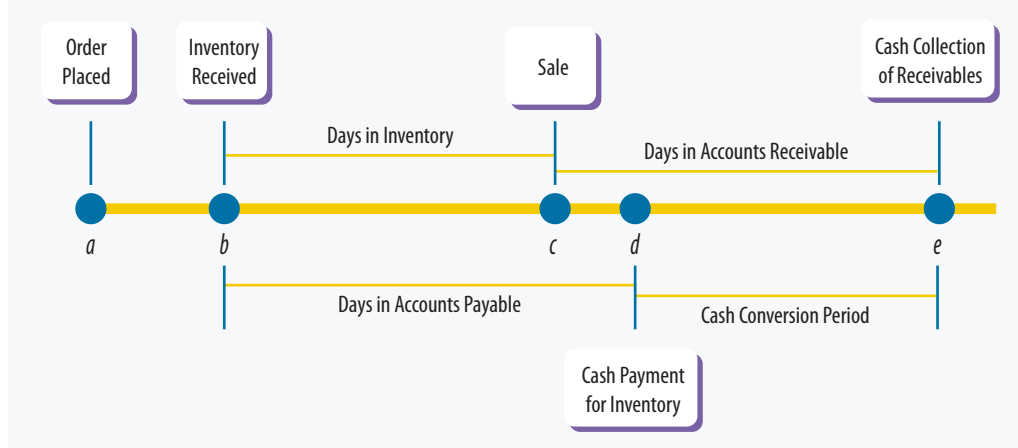 Order
Placed
Inventory
Received
Sale
Cash Collection
of Receivables
Days in Inventory
Days in Accounts Receivable
a
b
c
d
e
Days in Accounts Payable
Cash Conversion Period
Cash Payment
for Inventory